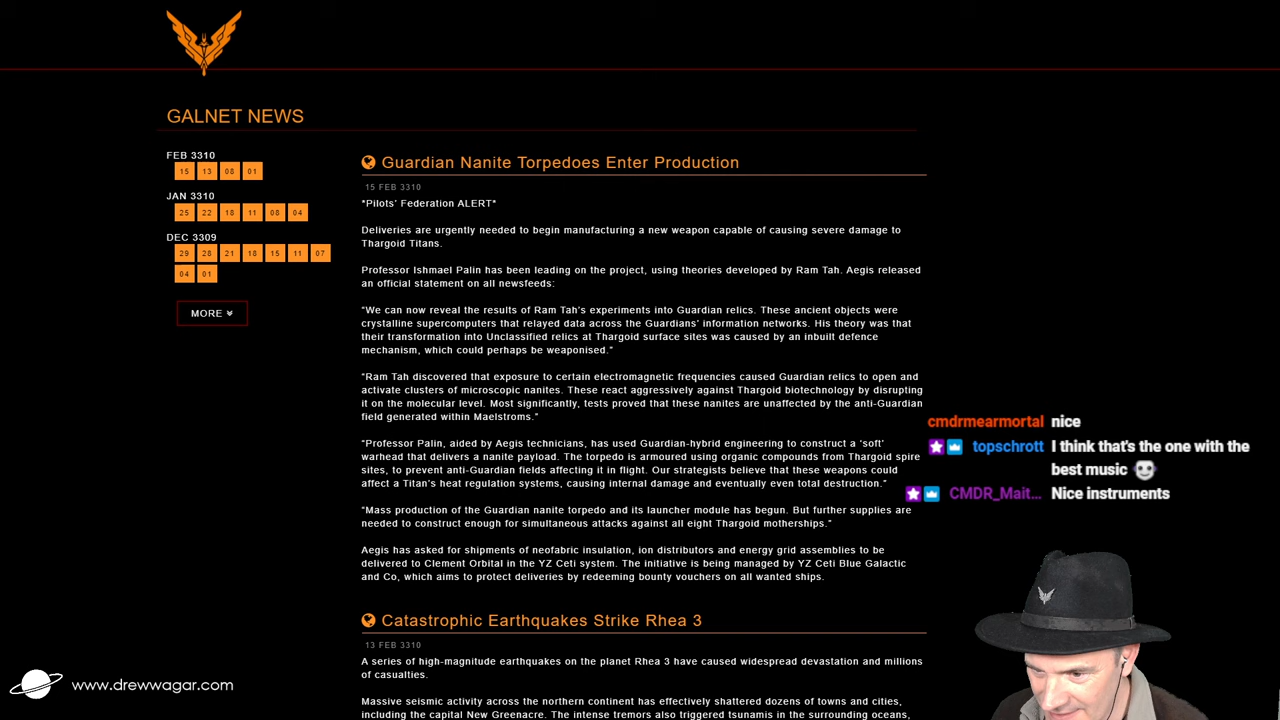 GALNET NEWS
FEB 3310
15 13 08 01
JAN 3310
25 22 18 11 08 04
DEC 3309
29 28 21 18 15 11 07
04 01
MORE
Guardian Nanite Torpedoes Enter Production
15 FEB 3310
*Pilots' Federation ALERT*
Deliveries are urgently needed to begin manufacturing a new weapon capable of causing severe damage to
Thargoid Titans.
Professor Ishmael Palin has been leading on the project, using theories developed by Ram Tah. Aegis released
an official statement on all newsfeeds:
"We can now reveal the results of Ram Tah's experiments into Guardian relics. These ancient objects were
crystalline supercomputers that relayed data across the Guardians' information networks. His theory was that
their transformation into Unclassified relics at Thargoid surface sites was caused by an inbuilt defence
mechanism, which could perhaps be weaponised."
"Ram Tah discovered that exposure to certain electromagnetic frequencies caused Guardian relics to open and
activate clusters of microscopic nanites. These react aggressively against Thargoid biotechnology by disrupting
it on the molecular level. Most significantly, tests proved that these nanites are unaffected by the anti-Guardian
field generated within Maelstroms."
"Professor Palin, aided by Aegis technicians, has used Guardian-hybrid engineering to construct a 'soft'
warhead that delivers a nanite payload. The torpedo is armoured using organic compounds from Thargoid spire
sites, to prevent anti-Guardian fields affecting it in flight. Our strategists believe that these weapons could
affect a Titan's heat regulation systems, causing internal damage and eventually even total destruction."
"Mass production of the Guardian nanite torpedo and its launcher module has begun. But further supplies are
needed to construct enough for simultaneous attacks against all eight Thargoid motherships."
Aegis has asked for shipments of neofabric insulation, ion distributors and energy grid assemblies to be
delivered to Clement Orbital in the YZ Ceti system. The initiative is being managed by YZ Ceti Blue Galactic
and Co, which aims to protect deliveries by redeeming bounty vouchers on all wanted ships.
Catastrophic Earthquakes Strike Rhea 3
13 FEB 3310
A series of high-magnitude earthquakes on the planet Rhea 3 have caused widespread devastation and millions
of casualties.
Massive seismic activity across the northern continent has effectively shattered dozens of towns and cities,
including the capital New Greenacre. The intense tremors also triggered tsunamis in the surrounding oceans,
cmdrmearmortal nice
topschrott I think that's the one with the
best music
CMDR_Mait... Nice instruments
www.drewwagar.com